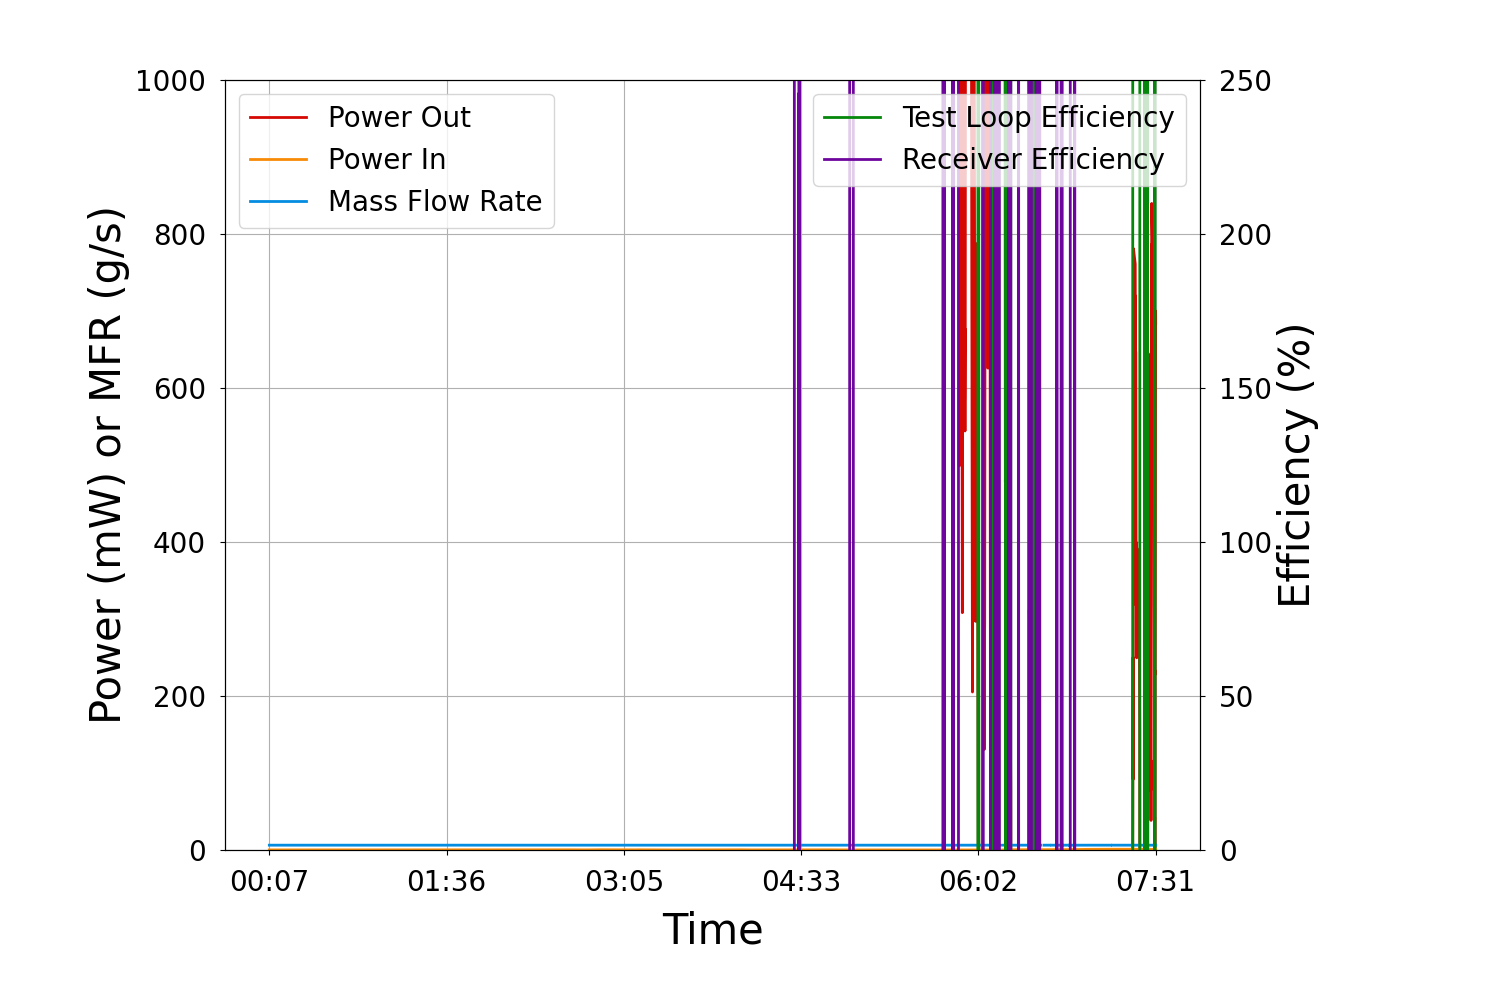 1000
800
600
400
200
0
Power (mW) or MFR (g/s)
Power Out
Power In
Mass Flow Rate
Test Loop Efficiency
Receiver Efficiency
250
200
150
100
50
0
Efficiency (%)
00:07 01:36 03:05 04:33 06:02 07:31
Time